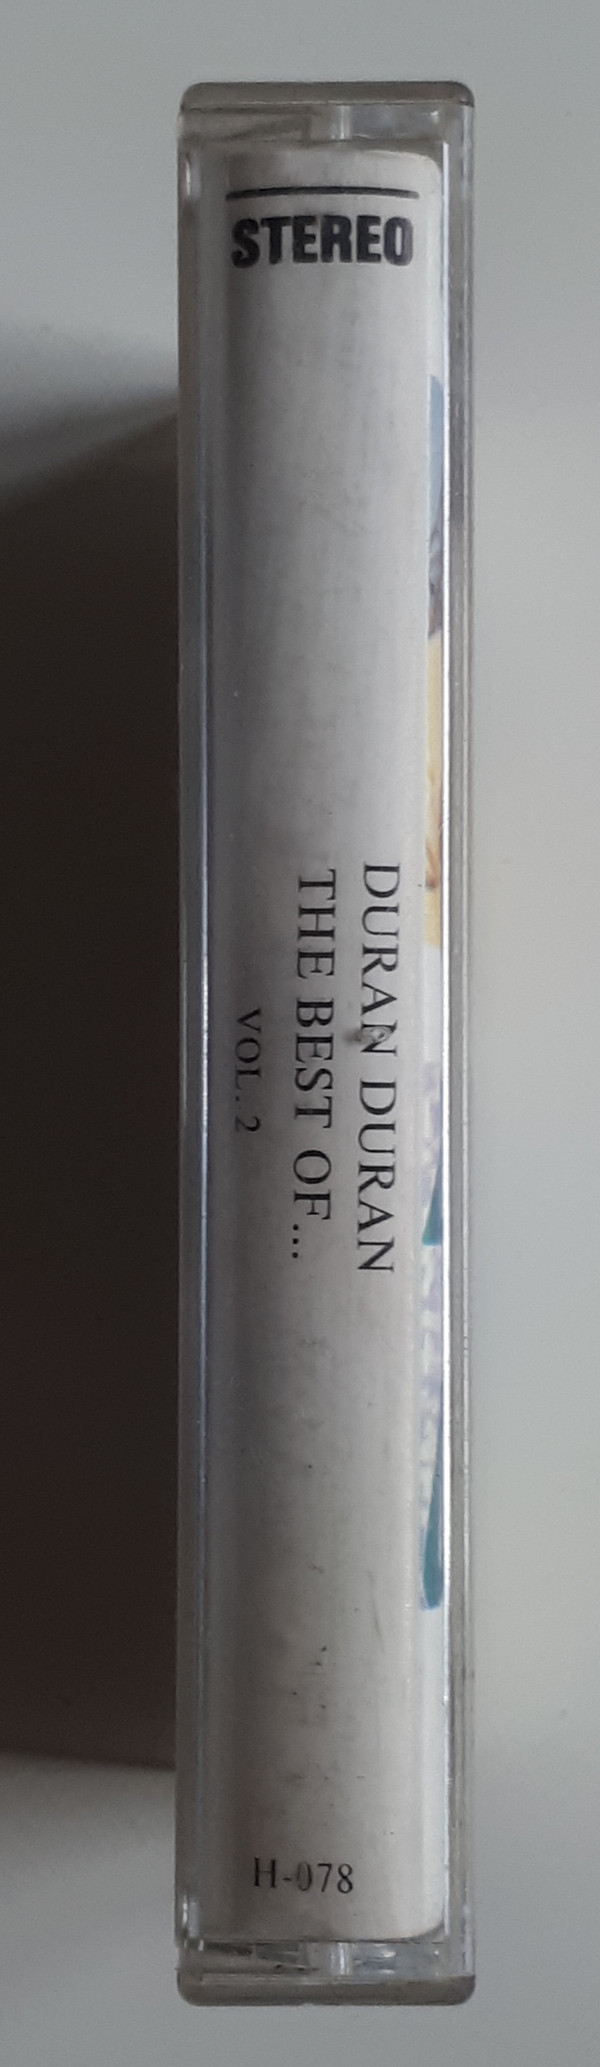 STEREO
DURAN DURAN
THE BEST OF...
VOL. 2
H-078